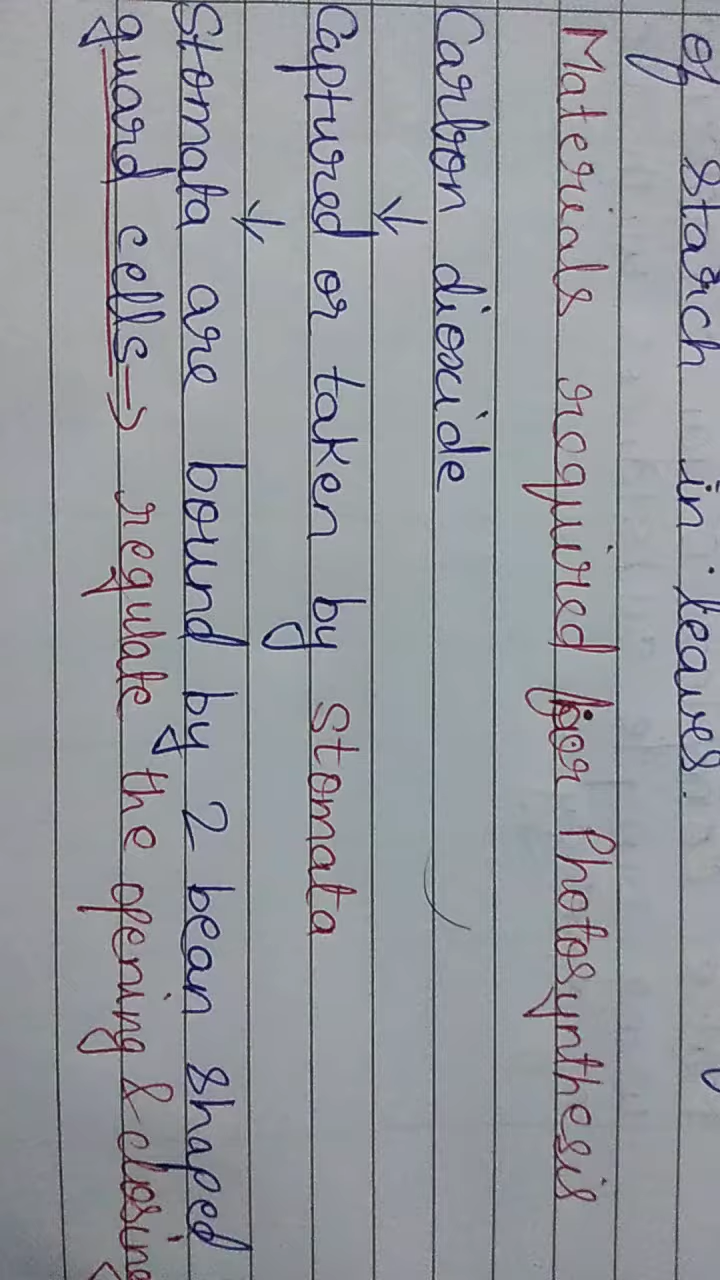 of starch in leaves.
Materials required for Photosynthesis
Carbon dioxide
↓
Captured or taken by stomata
↓
Stomata are bound by 2 bean shaped
guard cells → regulate the opening & closing